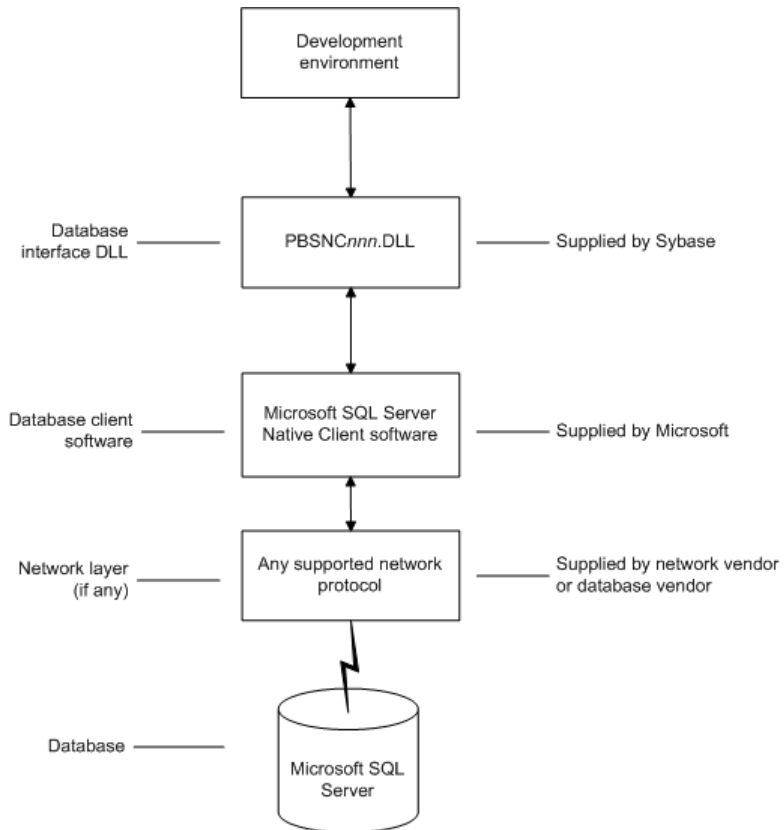 Development
environment
Database
interface DLL
PBSNCnnn.DLL
Supplied by Sybase
Database client
software
Microsoft SQL Server
Native Client software
Supplied by Microsoft
Network layer
(if any)
Any supported network
protocol
Supplied by network vendor
or database vendor
Database
Microsoft SQL
Server